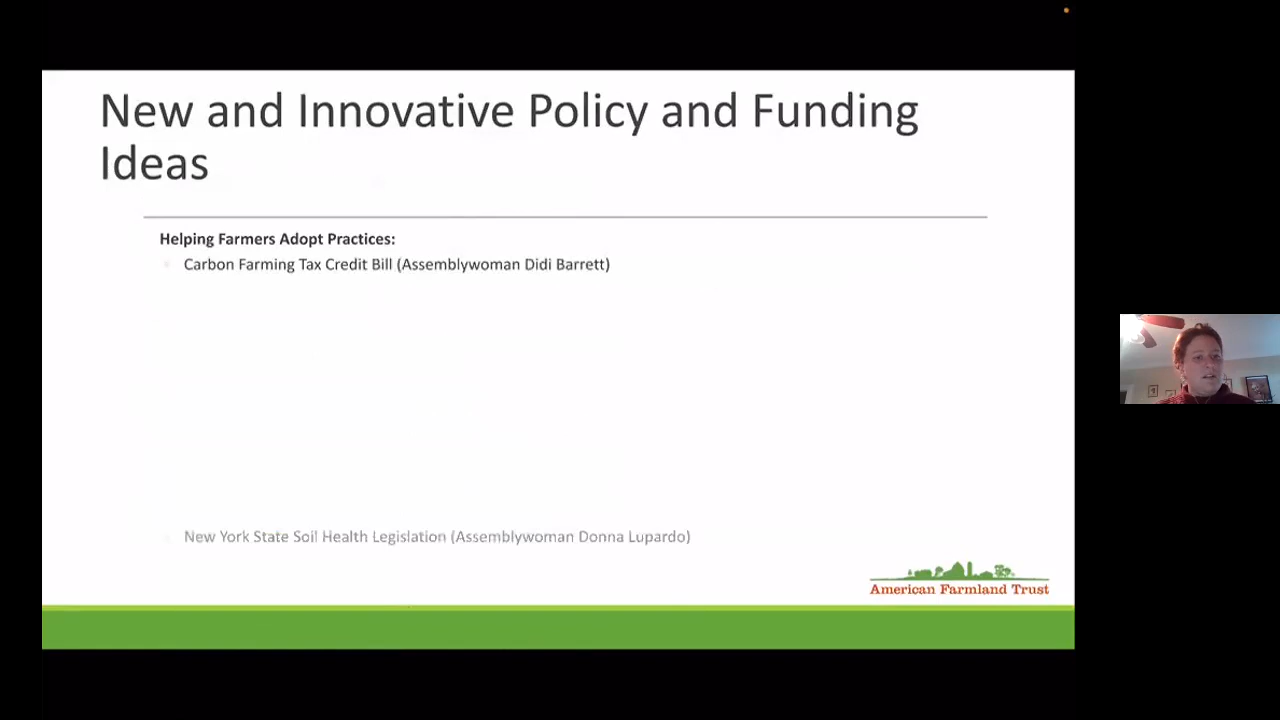 New and Innovative Policy and Funding
Ideas
Helping Farmers Adopt Practices:
Carbon Farming Tax Credit Bill (Assemblywoman Didi Barrett)
New York State Soil Health Legislation (Assemblywoman Donna Lupardo)
American Farmland Trust